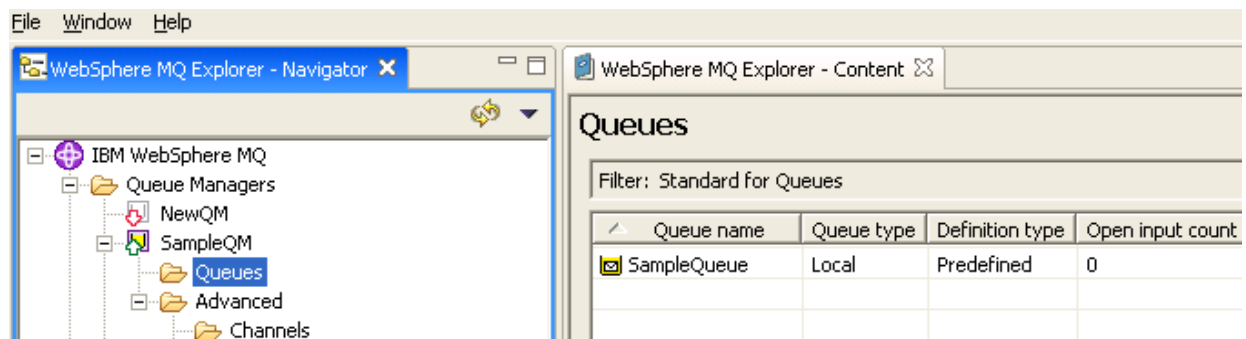 File Window Help
WebSphere MQ Explorer - Navigator
WebSphere MQ Explorer - Content
IBM WebSphere MQ
Queue Managers
NewQM
SampleQM
Queues
Advanced
Channels
Queues
Filter: Standard for Queues
Queue name Queue type Definition type Open input count
SampleQueue Local Predefined 0